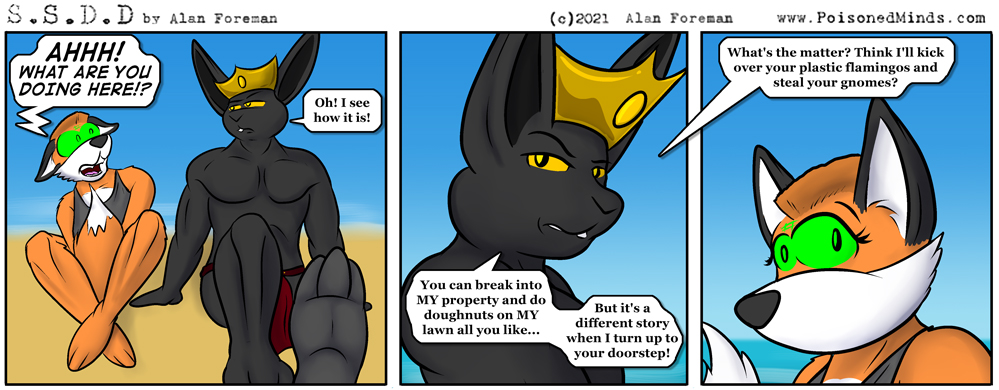 S.S.D.D by Alan Foreman
(c)2021 Alan Foreman
www.PoisonedMinds.com
AHHH!
WHAT ARE YOU
DOING HERE!?
Oh! I see
how it is!
You can break into
MY property and do
doughnuts on MY
lawn all you like...
But it's a
different story
when I turn up to
your doorstep!
What's the matter? Think I'll kick
over your plastic flamingos and
steal your gnomes?